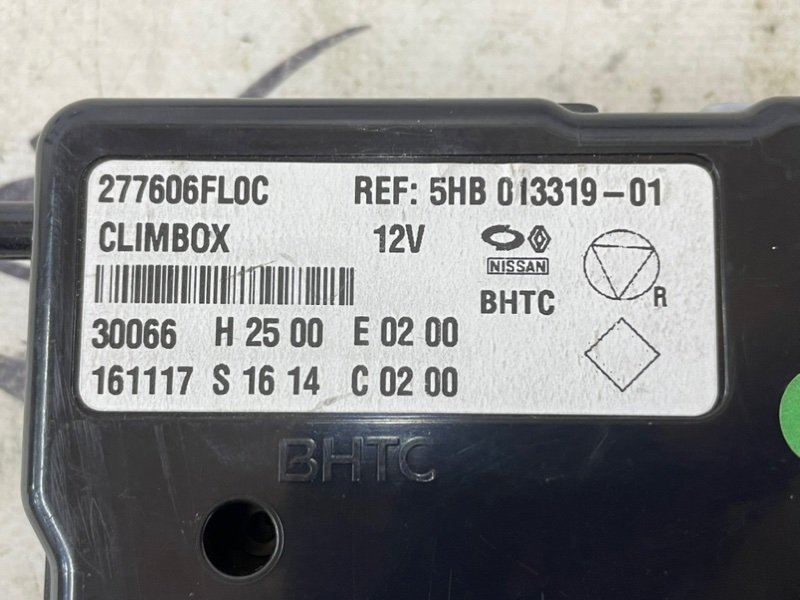 277606FL0C REF: 5HB 013319-01
CLIMBOX 12V
NISSAN
BHTC
R
30066 H 25 00 E 02 00
161117 S 16 14 C 02 00
BHTC